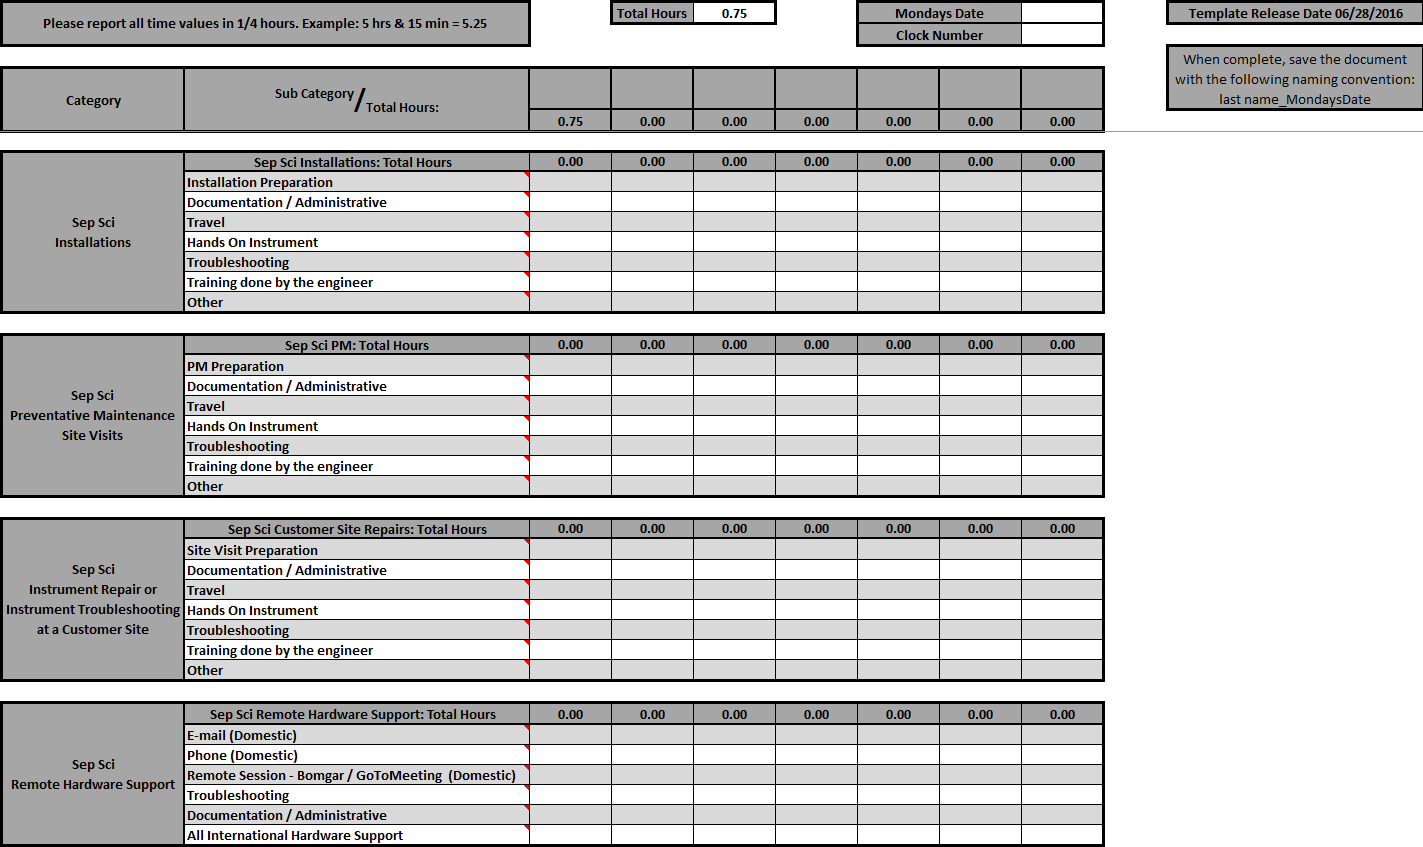 Please report all time values in 1/4 hours. Example: 5 hrs & 15 min = 5.25
Total Hours 0.75
Mondays Date
Clock Number
Template Release Date 06/28/2016
When complete, save the document
with the following naming convention:
last name_MondaysDate
Category
Sub Category / Total Hours:
0.75 0.00 0.00 0.00 0.00 0.00 0.00
Sep Sci
Installations
Sep Sci Installations: Total Hours 0.00 0.00 0.00 0.00 0.00 0.00 0.00
Installation Preparation
Documentation / Administrative
Travel
Hands On Instrument
Troubleshooting
Training done by the engineer
Other
Sep Sci
Preventative Maintenance
Site Visits
Sep Sci PM: Total Hours 0.00 0.00 0.00 0.00 0.00 0.00 0.00
PM Preparation
Documentation / Administrative
Travel
Hands On Instrument
Troubleshooting
Training done by the engineer
Other
Sep Sci
Instrument Repair or
Instrument Troubleshooting
at a Customer Site
Sep Sci Customer Site Repairs: Total Hours 0.00 0.00 0.00 0.00 0.00 0.00 0.00
Site Visit Preparation
Documentation / Administrative
Travel
Hands On Instrument
Troubleshooting
Training done by the engineer
Other
Sep Sci
Remote Hardware Support
Sep Sci Remote Hardware Support: Total Hours 0.00 0.00 0.00 0.00 0.00 0.00 0.00
E-mail (Domestic)
Phone (Domestic)
Remote Session - Bomgar / GoToMeeting (Domestic)
Troubleshooting
Documentation / Administrative
All International Hardware Support